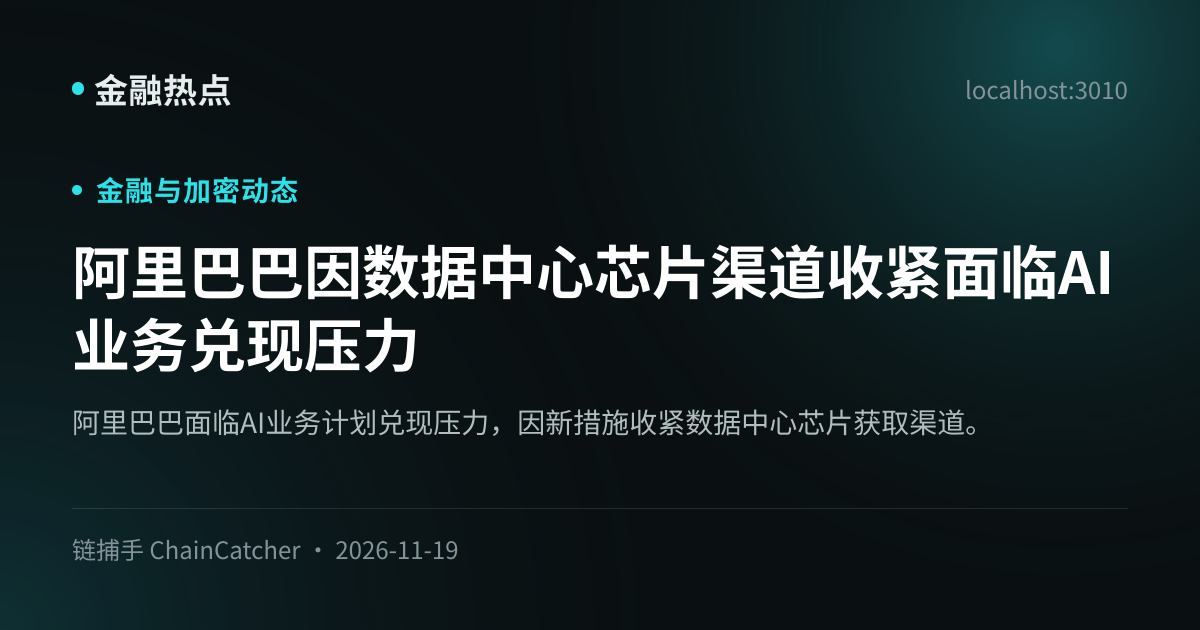 金融热点
localhost:3010
金融与加密动态
阿里巴巴因数据中心芯片渠道收紧面临AI
业务兑现压力
阿里巴巴面临AI业务计划兑现压力，因新措施收紧数据中心芯片获取渠道。
链捕手 ChainCatcher · 2026-11-19